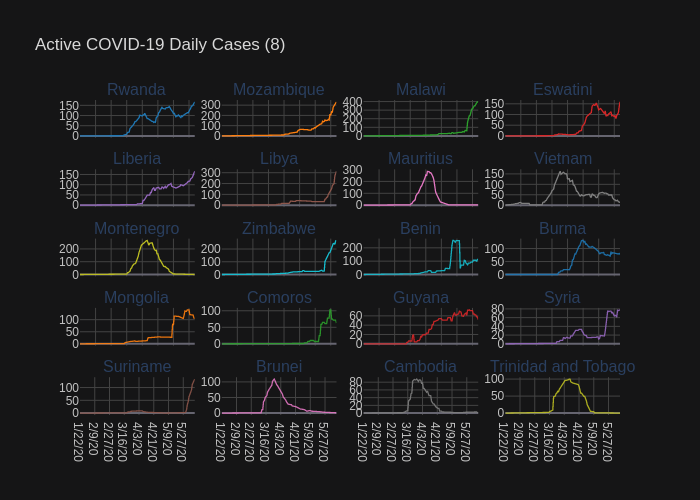 Active COVID-19 Daily Cases (8)
Rwanda Mozambique Malawi Eswatini
150 100 50 0 300 200 100 0 400 300 200 100 0 150 100 50 0
Liberia Libya Mauritius Vietnam
150 100 50 0 300 200 100 0 300 200 100 0 150 100 50 0
Montenegro Zimbabwe Benin Burma
200 100 0 200 100 0 200 100 0 100 50 0
Mongolia Comoros Guyana Syria
100 50 0 100 50 0 60 40 20 0 80 60 40 20 0
Suriname Brunei Cambodia Trinidad and Tobago
100 50 0 100 50 0 80 60 40 20 0 100 50 0
1/22/20 2/9/20 2/27/20 3/16/20 4/3/20 4/21/20 5/9/20 5/27/20 1/22/20 2/9/20 2/27/20 3/16/20 4/3/20 4/21/20 5/9/20 5/27/20 1/22/20 2/9/20 2/27/20 3/16/20 4/3/20 4/21/20 5/9/20 5/27/20 1/22/20 2/9/20 2/27/20 3/16/20 4/3/20 4/21/20 5/9/20 5/27/20